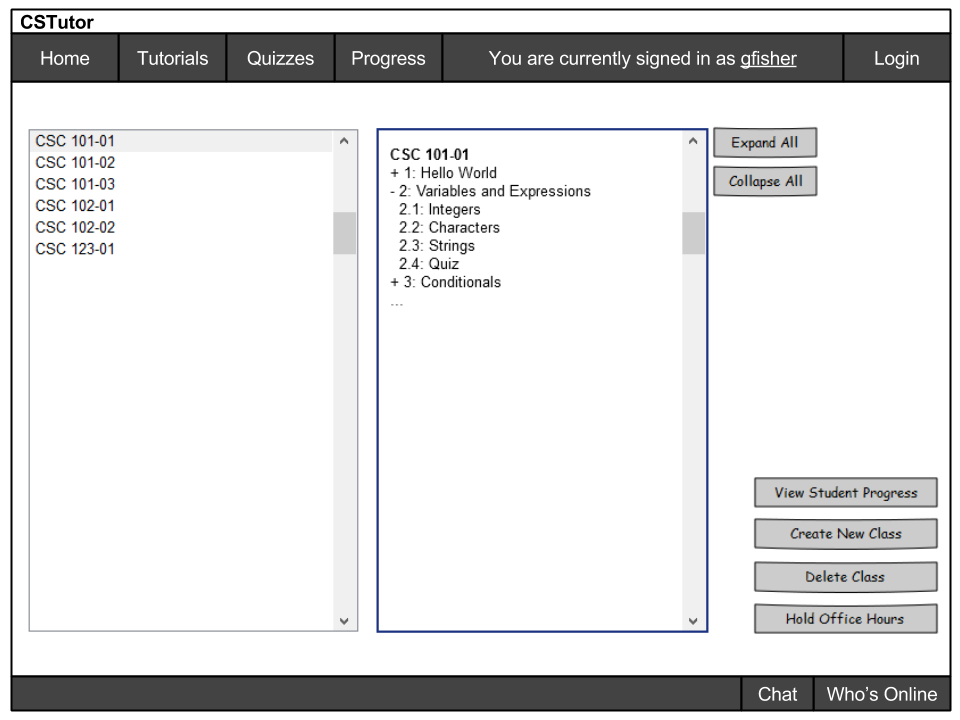 CSTutor
Home Tutorials Quizzes Progress You are currently signed in as gfisher Login
CSC 101-01
CSC 101-02
CSC 101-03
CSC 102-01
CSC 102-02
CSC 123-01
CSC 101-01
+ 1: Hello World
- 2: Variables and Expressions
2.1: Integers
2.2: Characters
2.3: Strings
2.4: Quiz
+ 3: Conditionals
...
Expand All
Collapse All
View Student Progress
Create New Class
Delete Class
Hold Office Hours
Chat Who's Online